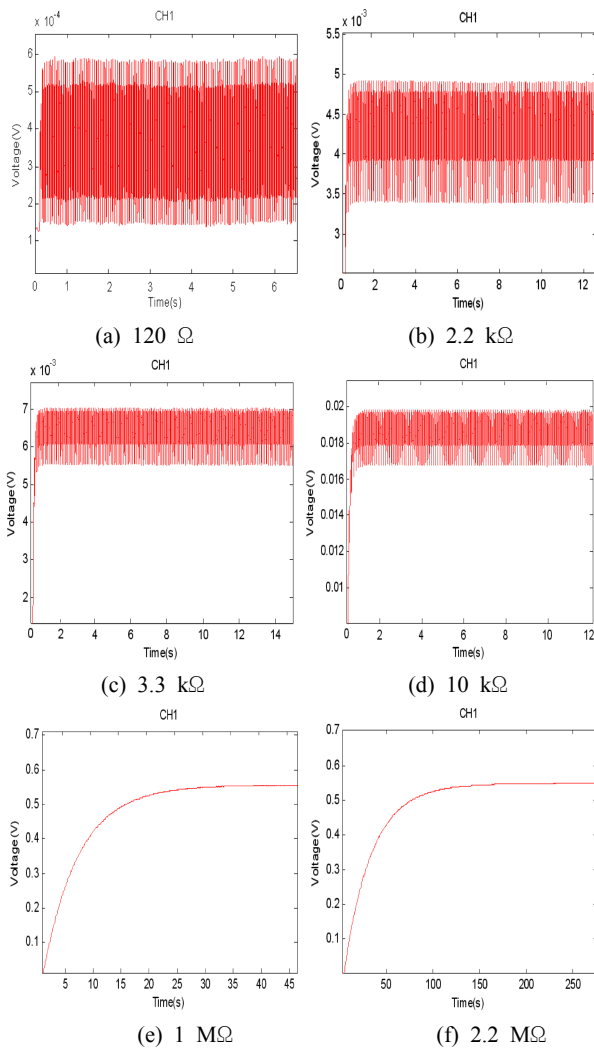 CH1
x 10⁻⁴
6
5
4
3
2
1
Voltage(V)
0 1 2 3 4 5 6
Time(s)
(a) 120 Ω
CH1
x 10⁻³
5
4.5
4
3.5
3
Voltage(V)
0 2 4 6 8 10 12
Time(s)
(b) 2.2 kΩ
CH1
x 10⁻³
7
6
5
4
3
2
Voltage(V)
0 2 4 6 8 10 12 14
Time(s)
(c) 3.3 kΩ
CH1
0.02
0.018
0.016
0.014
0.012
0.01
Voltage(V)
0 2 4 6 8 10 12
Time(s)
(d) 10 kΩ
CH1
0.7
0.6
0.5
0.4
0.3
0.2
0.1
Voltage(V)
5 10 15 20 25 30 35 40 45
Time(s)
(e) 1 MΩ
CH1
0.7
0.6
0.5
0.4
0.3
0.2
0.1
Voltage(V)
50 100 150 200 250
Time(s)
(f) 2.2 MΩ